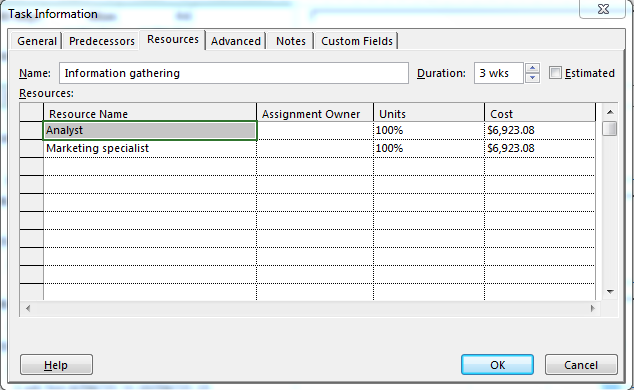 Task Information
General Predecessors Resources Advanced Notes Custom Fields
Name: Information gathering Duration: 3 wks Estimated
Resources:
Resource Name Assignment Owner Units Cost
Analyst 100% $6,923.08
Marketing specialist 100% $6,923.08
Help OK Cancel